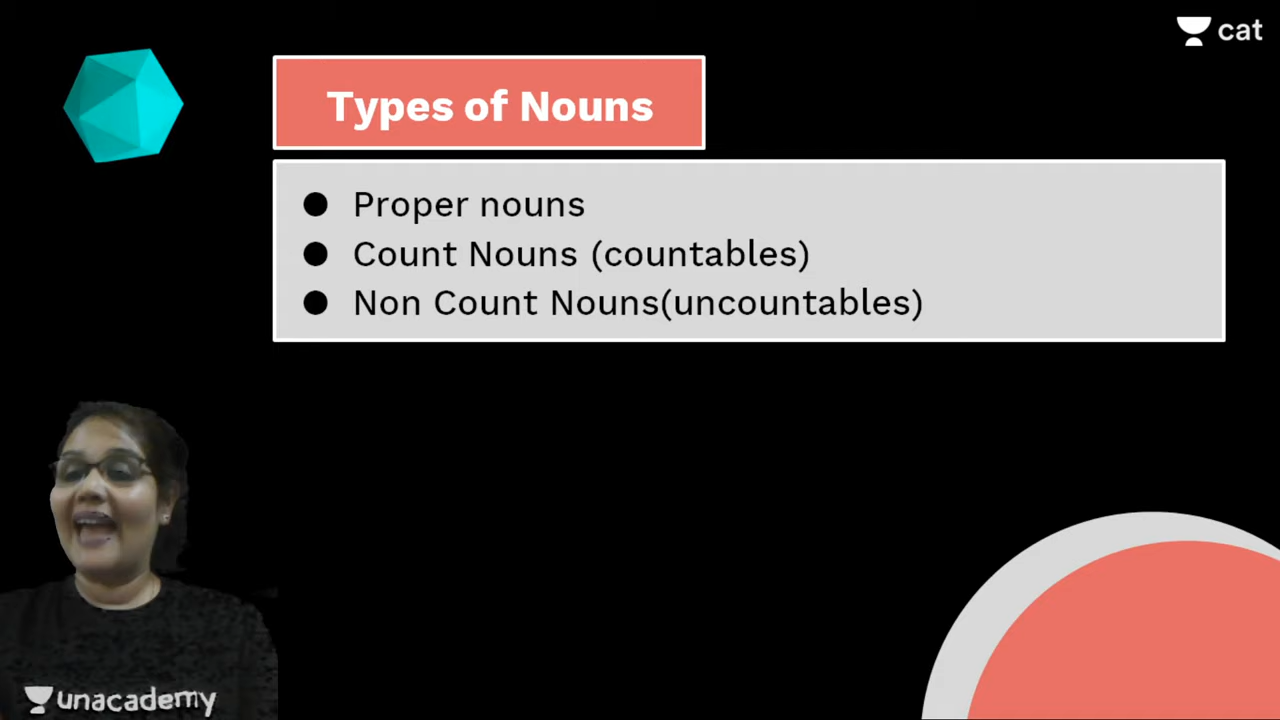 cat
Types of Nouns
● Proper nouns
● Count Nouns (countables)
● Non Count Nouns(uncountables)
unacademy